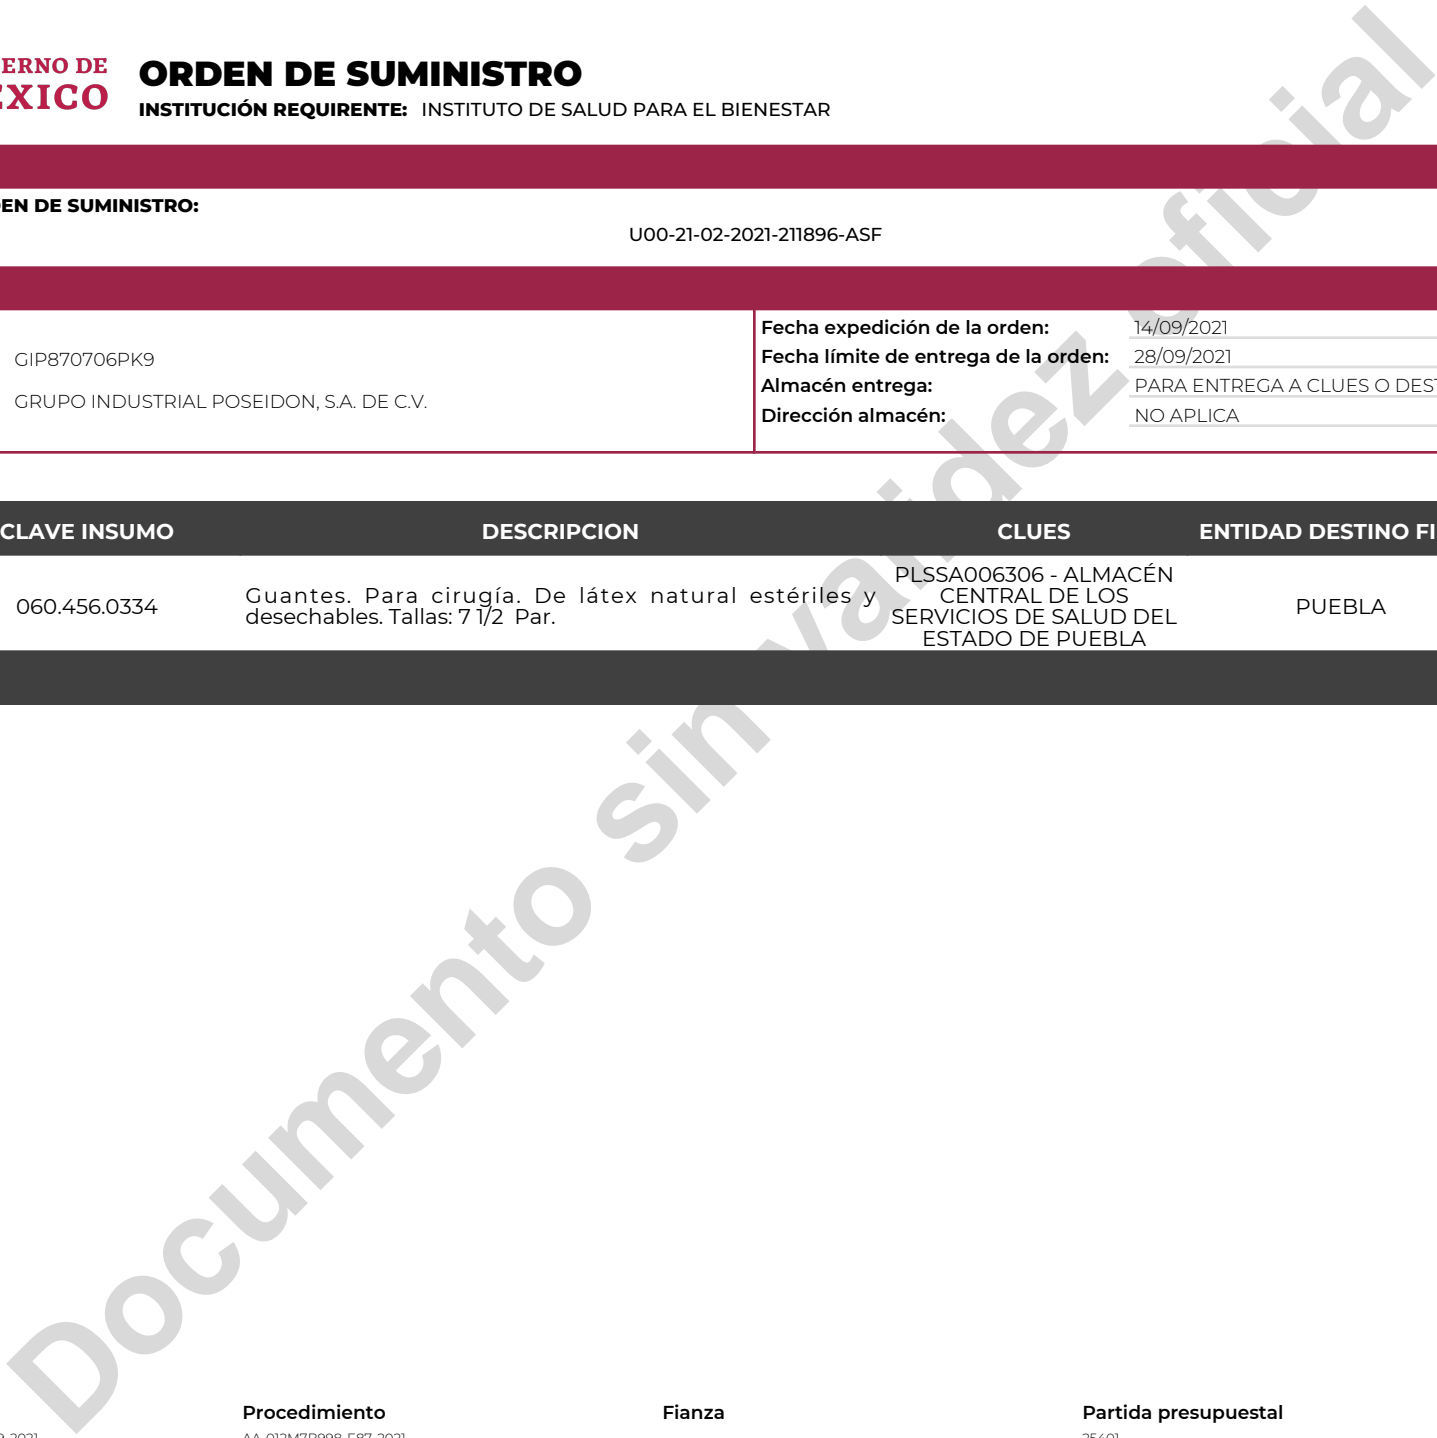 ERNO DE
ÉXICO
ORDEN DE SUMINISTRO
INSTITUCIÓN REQUIRENTE: INSTITUTO DE SALUD PARA EL BIENESTAR
EN DE SUMINISTRO:
U00-21-02-2021-211896-ASF
GIP870706PK9
GRUPO INDUSTRIAL POSEIDON, S.A. DE C.V.
Fecha expedición de la orden: 14/09/2021
Fecha límite de entrega de la orden: 28/09/2021
Almacén entrega: PARA ENTREGA A CLUES O DEST
Dirección almacén: NO APLICA
CLAVE INSUMO DESCRIPCION CLUES ENTIDAD DESTINO FI
060.456.0334
Guantes. Para cirugía. De látex natural estériles y
desechables. Tallas: 7 1/2 Par.
PLSSA006306 - ALMACÉN
CENTRAL DE LOS
SERVICIOS DE SALUD DEL
ESTADO DE PUEBLA
PUEBLA
Documento sin validez oficial
Procedimiento Fianza Partida presupuestal